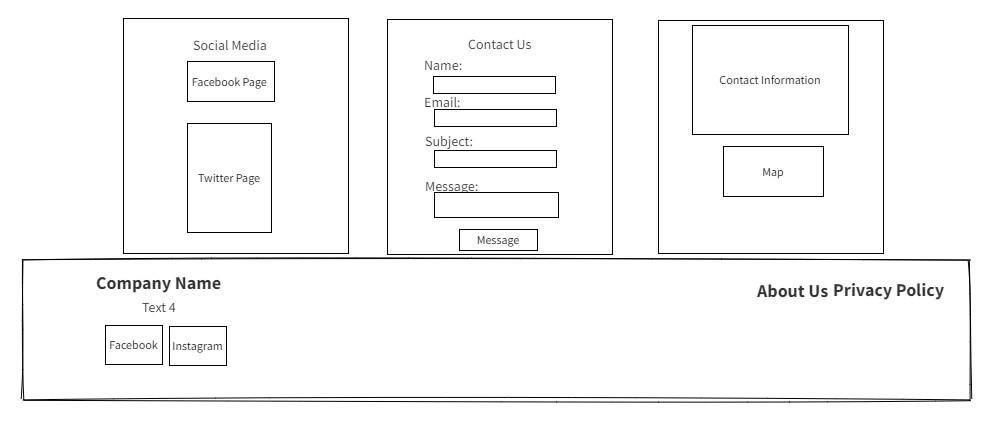 Social Media
Facebook Page
Twitter Page
Contact Us
Name:
Email:
Subject:
Message:
Message
Contact Information
Map
Company Name
Text 4
Facebook
Instagram
About Us
Privacy Policy